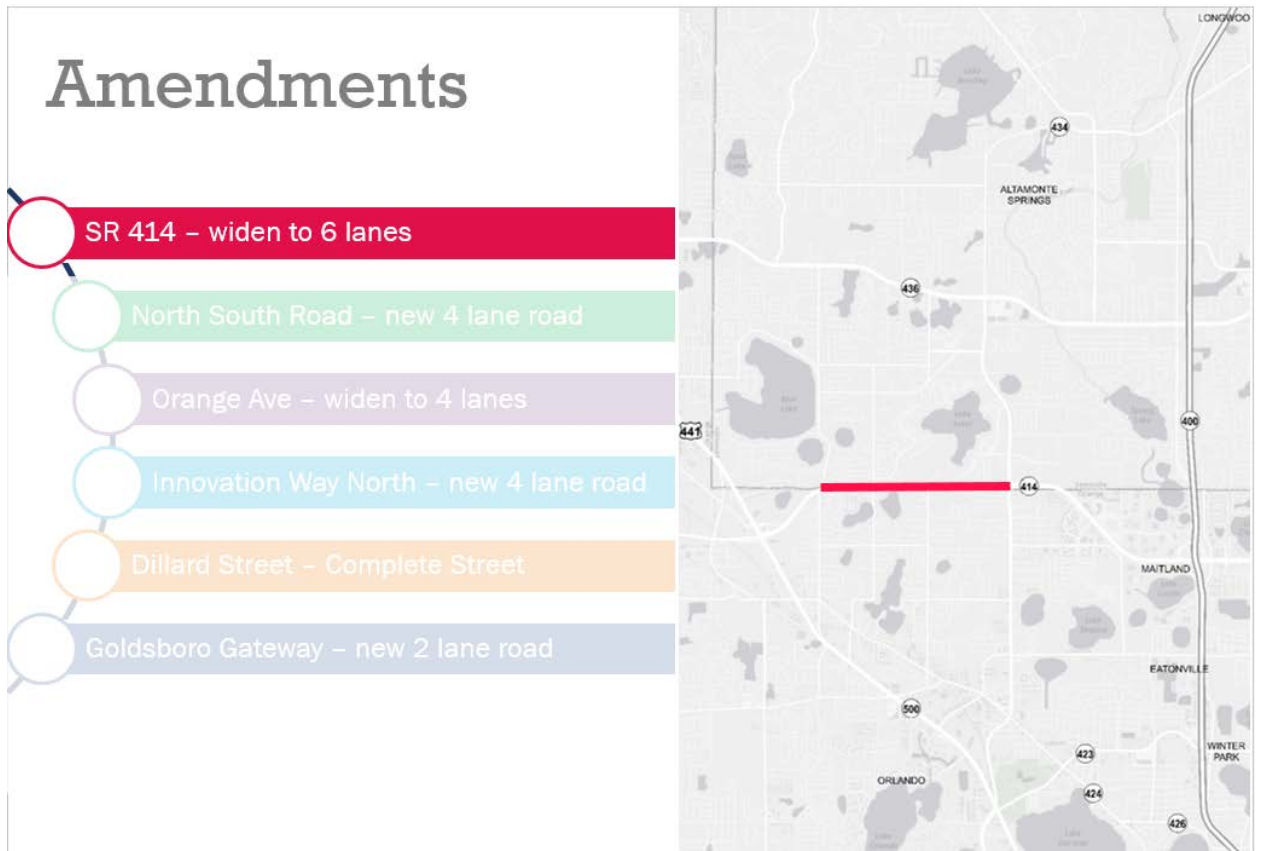 Amendments
SR 414 – widen to 6 lanes
North South Road – new 4 lane road
Orange Ave – widen to 4 lanes
Innovation Way North – new 4 lane road
Dillard Street – Complete Street
Goldsboro Gateway – new 2 lane road
LONGWOO
434
ALTAMONTE
SPRINGS
436
441
400
414
MAITLAND
EATONVILLE
500
WINTER
PARK
423
ORLANDO
424
426